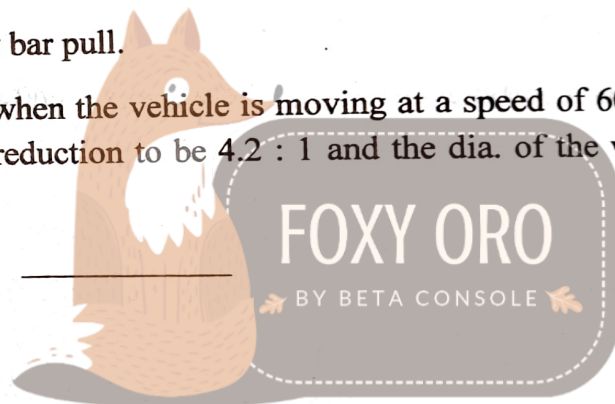 bar pull.
when the vehicle is moving at a speed of 6
reduction to be 4.2 : 1 and the dia. of the
FOXY ORO
BY BETA CONSOLE